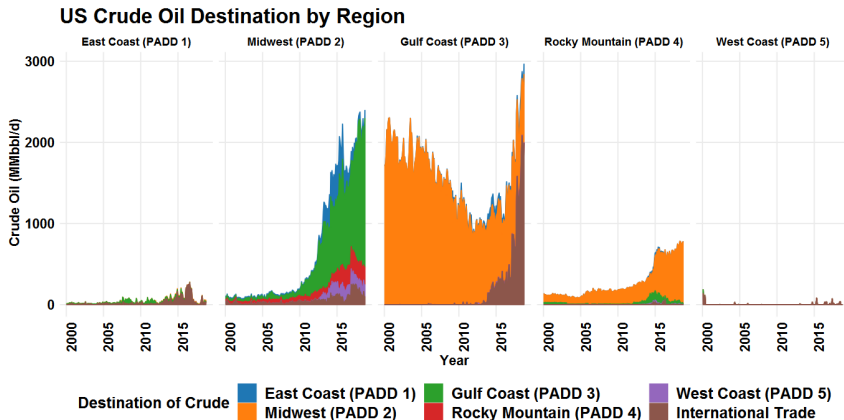 US Crude Oil Destination by Region
East Coast (PADD 1) Midwest (PADD 2) Gulf Coast (PADD 3) Rocky Mountain (PADD 4) West Coast (PADD 5)
Crude Oil (MMbbl/d)
3000
2000
1000
0
2000 2005 2010 2015 2000 2005 2010 2015 2000 2005 2010 2015 2000 2005 2010 2015 2000 2005 2010 2015
Year
Destination of Crude
East Coast (PADD 1) Gulf Coast (PADD 3) West Coast (PADD 5)
Midwest (PADD 2) Rocky Mountain (PADD 4) International Trade